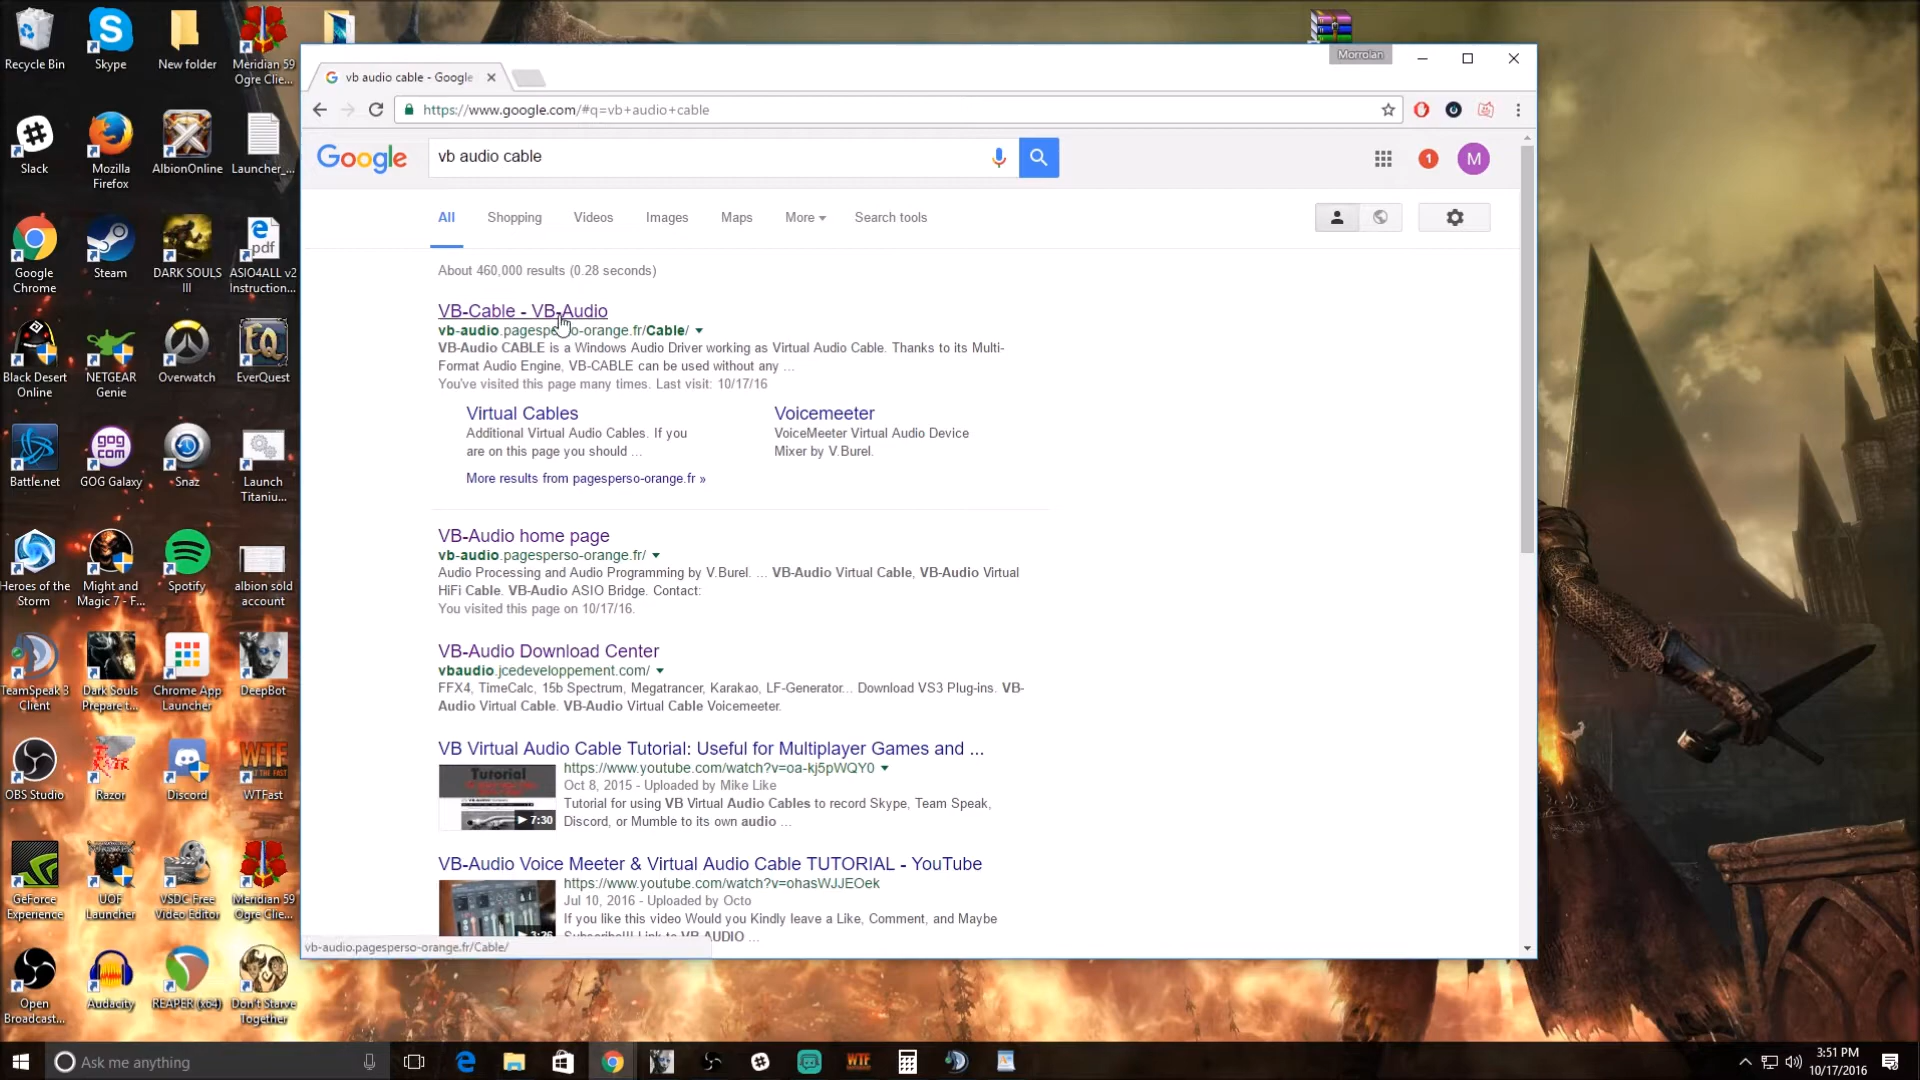 Recycle Bin
Skype
New folder
Meridian 59
Ogre Clie...
Morrolan
vb audio cable - Google
https://www.google.com/#q=vb+audio+cable
Google
vb audio cable
1
M
All
Shopping
Videos
Images
Maps
More
Search tools
About 460,000 results (0.28 seconds)
VB-Cable - VB-Audio
vb-audio.pagesperso-orange.fr/Cable/
VB-Audio CABLE is a Windows Audio Driver working as Virtual Audio Cable. Thanks to its Multi-
Format Audio Engine, VB-CABLE can be used without any ...
You've visited this page many times. Last visit: 10/17/16
Virtual Cables
Additional Virtual Audio Cables. If you
are on this page you should ...
Voicemeeter
VoiceMeeter Virtual Audio Device
Mixer by V.Burel.
More results from pagesperso-orange.fr »
VB-Audio home page
vb-audio.pagesperso-orange.fr/
Audio Processing and Audio Programming by V.Burel. ... VB-Audio Virtual Cable, VB-Audio Virtual
HiFi Cable. VB-Audio ASIO Bridge. Contact:
You visited this page on 10/17/16.
VB-Audio Download Center
vbaudio.jcedeveloppement.com/
FFX4, TimeCalc, 15b Spectrum, Megatrancer, Karakao, LF-Generator... Download VS3 Plug-ins. VB-
Audio Virtual Cable. VB-Audio Virtual Cable Voicemeeter.
VB Virtual Audio Cable Tutorial: Useful for Multiplayer Games and ...
Tutorial
7:30
https://www.youtube.com/watch?v=oa-kj5pWQY0
Oct 8, 2015 - Uploaded by Mike Like
Tutorial for using VB Virtual Audio Cables to record Skype, Team Speak,
Discord, or Mumble to its own audio ...
VB-Audio Voice Meeter & Virtual Audio Cable TUTORIAL - YouTube
3:26
https://www.youtube.com/watch?v=ohasWJJEOek
Jul 10, 2016 - Uploaded by Octo
If you like this video Would you Kindly leave a Like, Comment, and Maybe
Subscribe!!! Link to VB AUDIO ...
vb-audio.pagesperso-orange.fr/Cable/
Slack
Mozilla
Firefox
AlbionOnline
Launcher_...
Google
Chrome
Steam
DARK SOULS
III
pdf
ASIO4ALL v2
Instruction...
Black Desert
Online
NETGEAR
Genie
Overwatch
EQ
EverQuest
Battle.net
gog
com
GOG Galaxy
Snaz
Launch
Titaniu...
Heroes of the
Storm
Might and
Magic 7 - F...
Spotify
albion sold
account
TeamSpeak 3
Client
Dark Souls
Prepare t...
Chrome App
Launcher
DeepBot
OBS Studio
Razor
Discord
WTF
AT THE FAST
WTFast
GeForce
Experience
UOF
Launcher
VSDC Free
Video Editor
Meridian 59
Ogre Clie...
Open
Broadcast...
Audacity
REAPER (x64)
Don't Starve
Together
Ask me anything
WTF
3:51 PM
10/17/2016